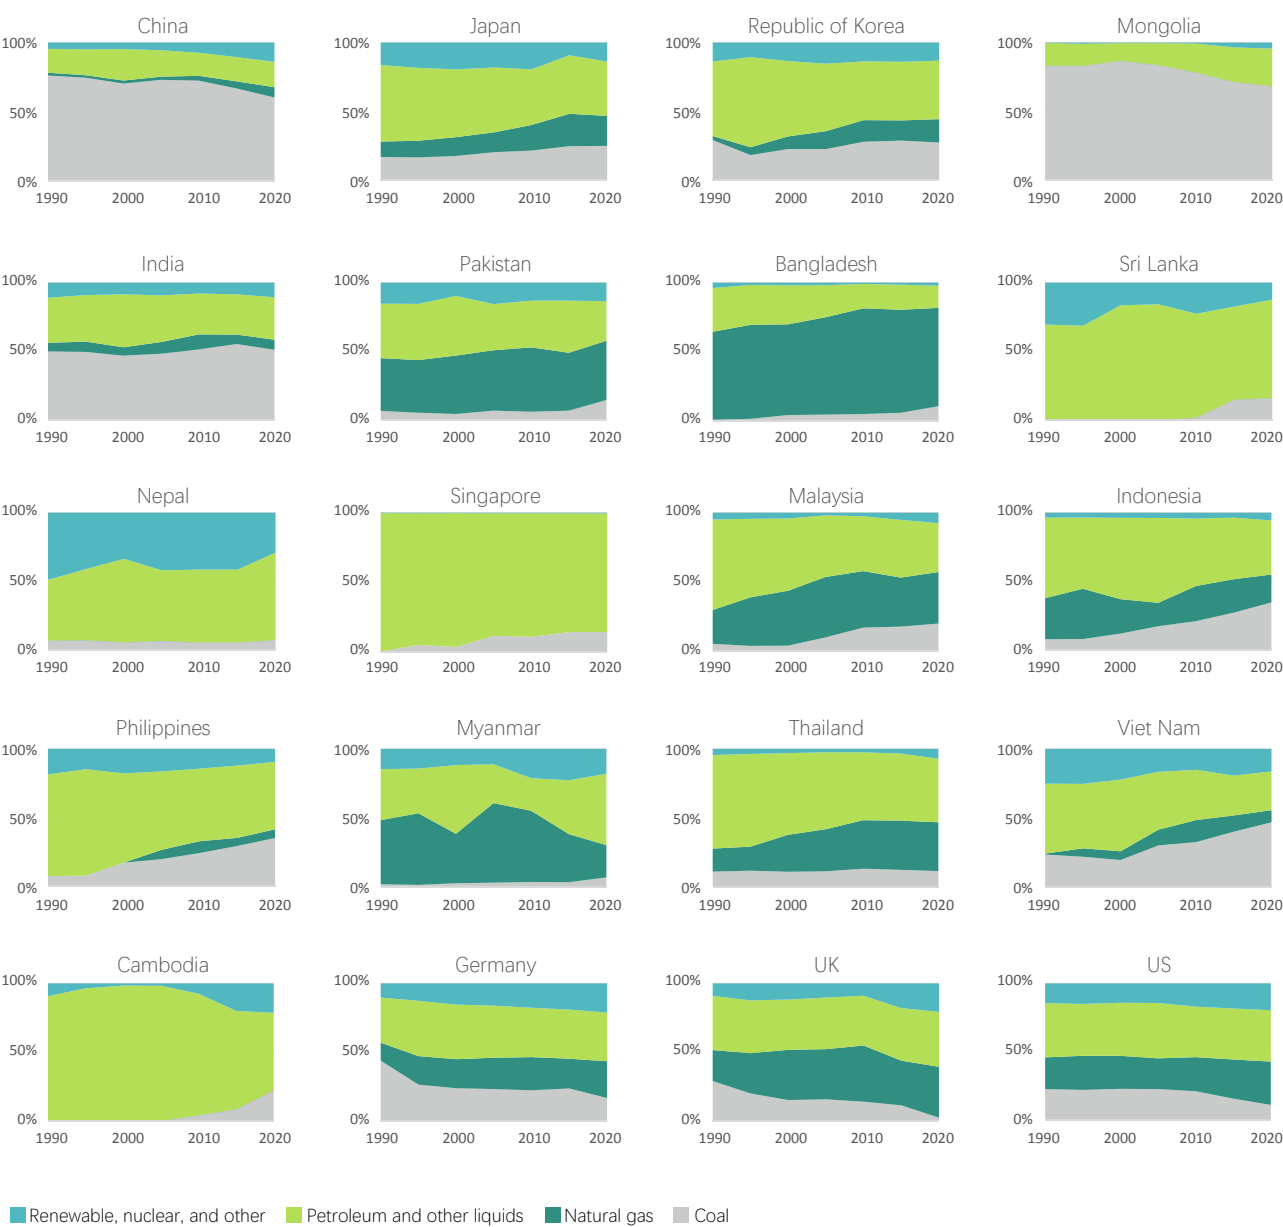 China Japan Republic of Korea Mongolia
100% 100% 100% 100%
50% 50% 50% 50%
0% 0% 0% 0%
1990 2000 2010 2020 1990 2000 2010 2020 1990 2000 2010 2020 1990 2000 2010 2020
India Pakistan Bangladesh Sri Lanka
100% 100% 100% 100%
50% 50% 50% 50%
0% 0% 0% 0%
1990 2000 2010 2020 1990 2000 2010 2020 1990 2000 2010 2020 1990 2000 2010 2020
Nepal Singapore Malaysia Indonesia
100% 100% 100% 100%
50% 50% 50% 50%
0% 0% 0% 0%
1990 2000 2010 2020 1990 2000 2010 2020 1990 2000 2010 2020 1990 2000 2010 2020
Philippines Myanmar Thailand Viet Nam
100% 100% 100% 100%
50% 50% 50% 50%
0% 0% 0% 0%
1990 2000 2010 2020 1990 2000 2010 2020 1990 2000 2010 2020 1990 2000 2010 2020
Cambodia Germany UK US
100% 100% 100% 100%
50% 50% 50% 50%
0% 0% 0% 0%
1990 2000 2010 2020 1990 2000 2010 2020 1990 2000 2010 2020 1990 2000 2010 2020
Renewable, nuclear, and other Petroleum and other liquids Natural gas Coal